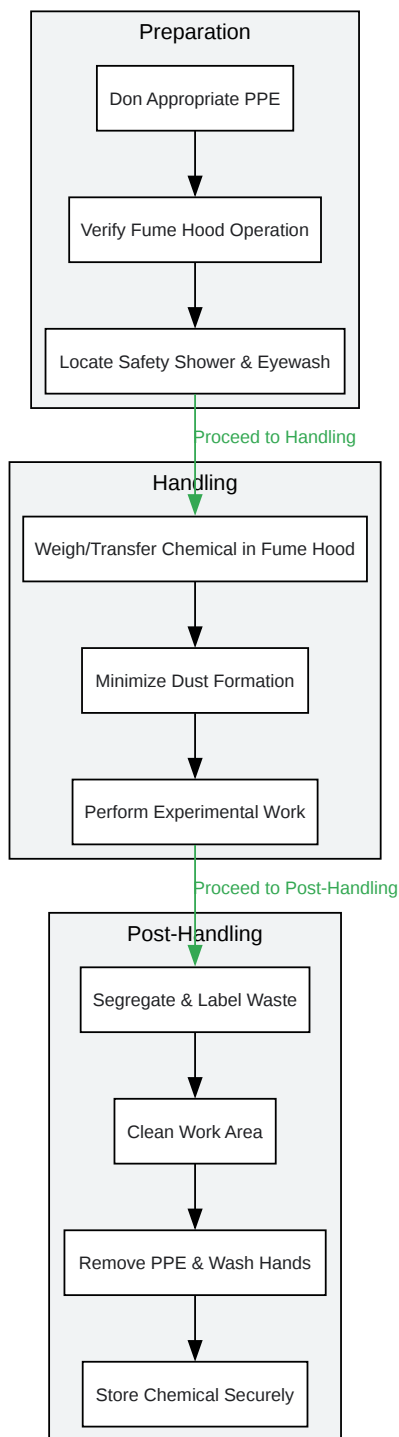 Preparation
Don Appropriate PPE
Verify Fume Hood Operation
Locate Safety Shower & Eyewash
Proceed to Handling
Handling
Weigh/Transfer Chemical in Fume Hood
Minimize Dust Formation
Perform Experimental Work
Proceed to Post-Handling
Post-Handling
Segregate & Label Waste
Clean Work Area
Remove PPE & Wash Hands
Store Chemical Securely